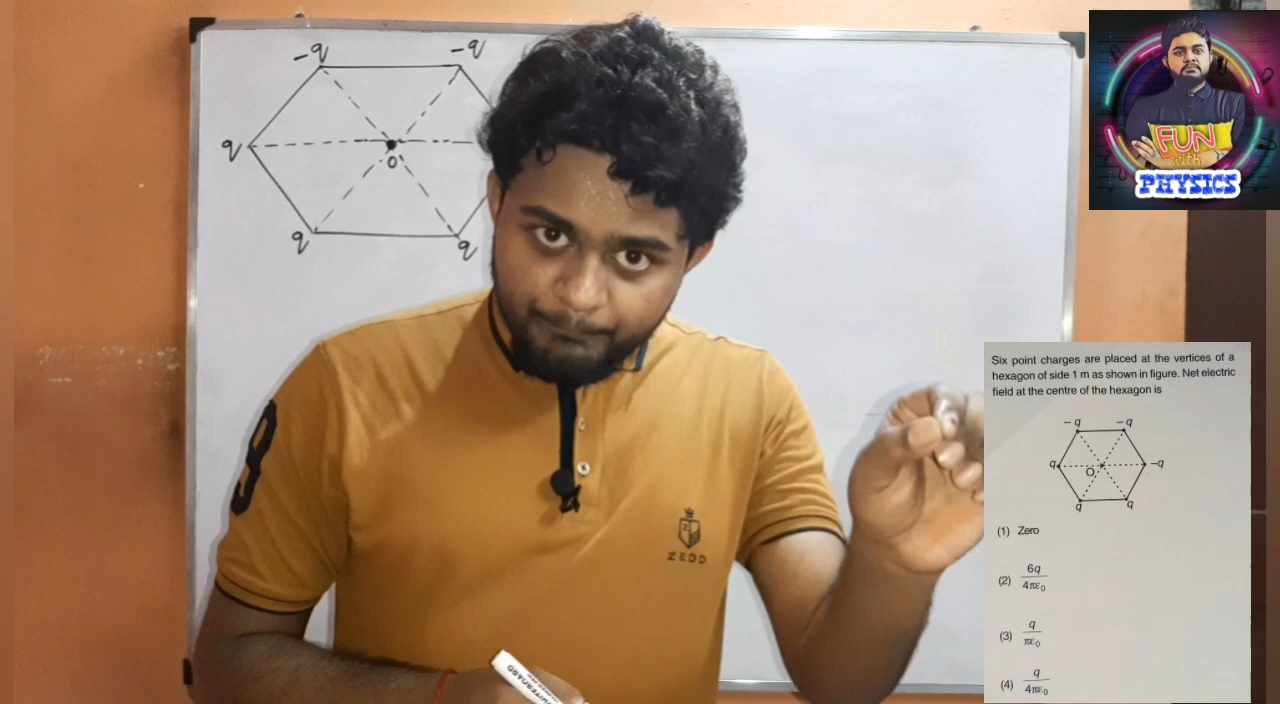 -q
-q
q
o
q
q
FUN
with
PHYSICS
9
ZEDD
WHITEBOARD
Six point charges are placed at the vertices of a
hexagon of side 1 m as shown in figure. Net electric
field at the centre of the hexagon is
-q
-q
q
O
-q
q
q
(1) Zero
(2) 6q
4πε0
(3) q
πε0
(4) q
4πε0